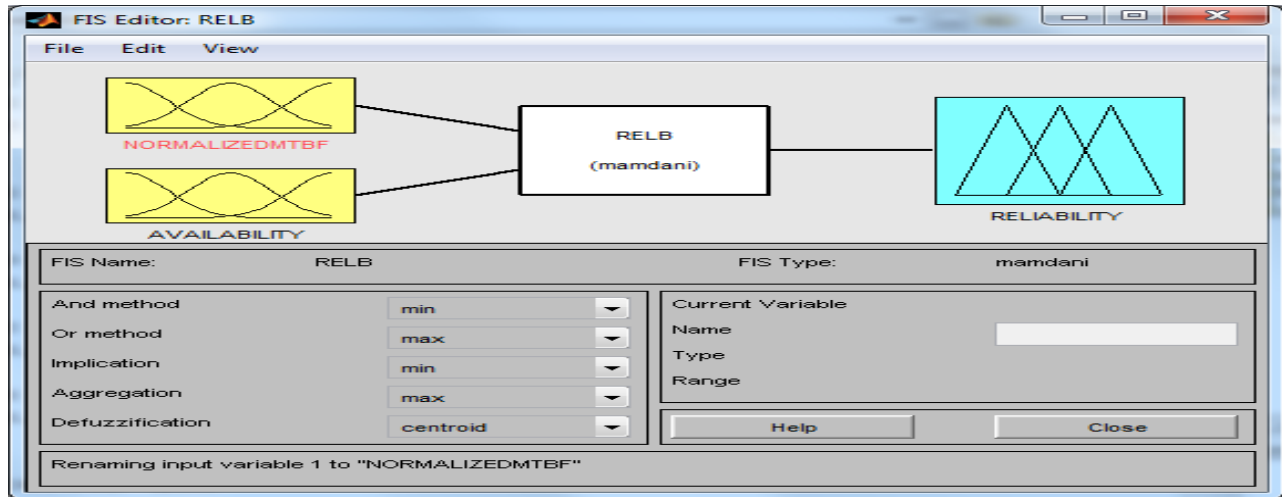 FIS Editor: RELB
File Edit View
NORMALIZEDMTBF
AVAILABILITY
RELB
(mamdani)
RELIABILITY
FIS Name: RELB FIS Type: mamdani
And method min
Or method max
Implication min
Aggregation max
Defuzzification centroid
Current Variable
Name
Type
Range
Help Close
Renaming input variable 1 to "NORMALIZEDMTBF"